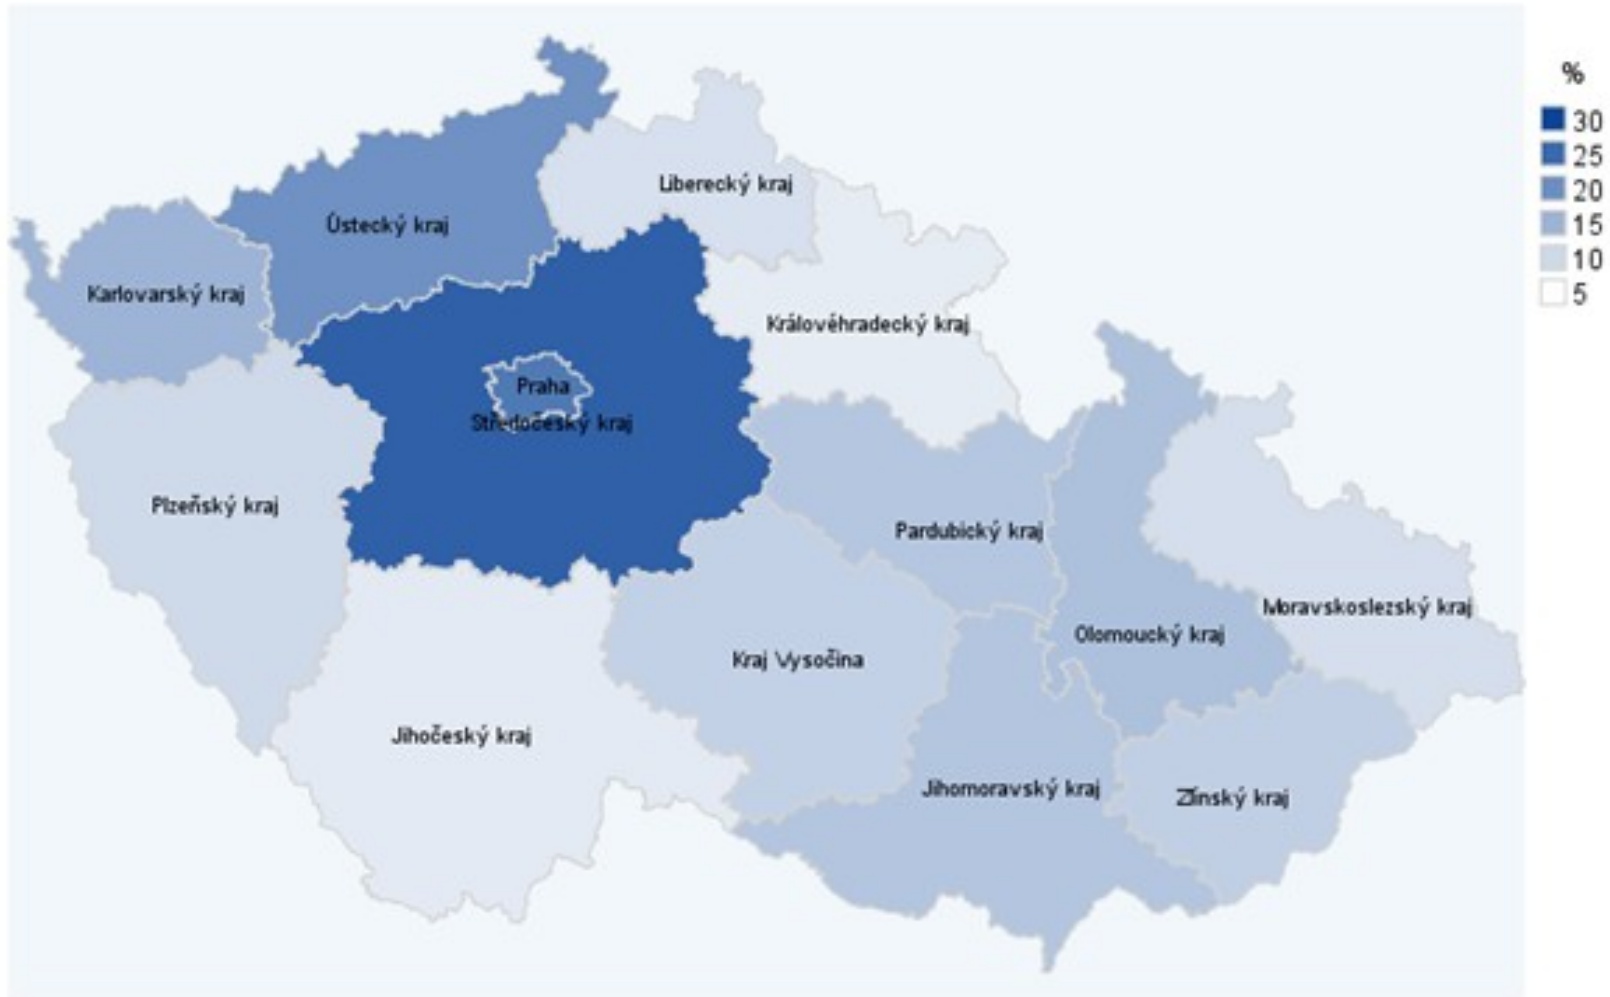 %
30
25
20
15
10
5
Liberecký kraj
Ústecký kraj
Karlovarský kraj
Královéhradecký kraj
Praha
Středočeský kraj
Plzeňský kraj
Pardubický kraj
Moravskoslezský kraj
Olomoucký kraj
Kraj Vysočina
Jihočeský kraj
Jihomoravský kraj
Zlínský kraj